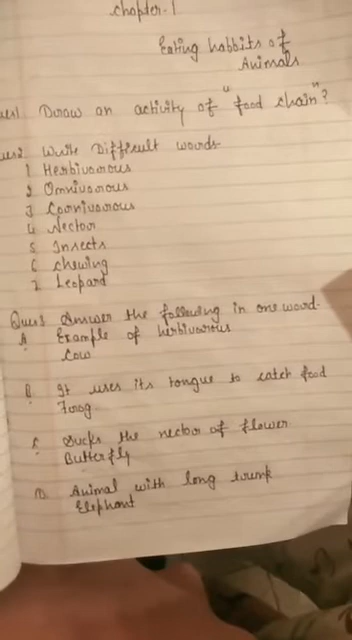 Chapter.1
Eating habbits of
Animals
Ques1 Draw an activity of "food chain"?
Ques2 Write Difficult words-
1 Herbivorous
2 Omnivorous
3 Carnivorous
4 Nector
5 Insects
6 Chewing
7 Leopard
Ques3 Answer the following in one word-
A Example of herbivorous
Cow
B It uses its tongue to catch food
Frog.
C Sucks the nector of flower
Butterfly
D Animal with long trunk
Elephant